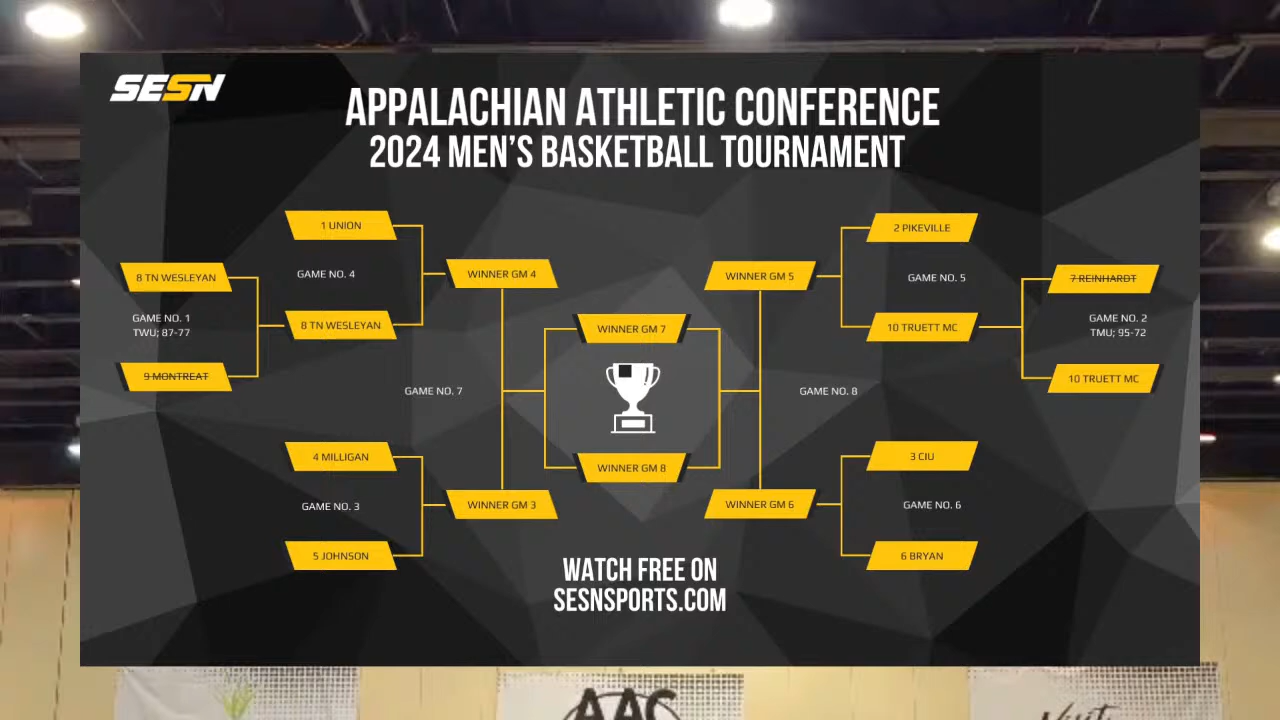 SESN
APPALACHIAN ATHLETIC CONFERENCE
2024 MEN'S BASKETBALL TOURNAMENT
1 UNION
GAME NO. 4
8 TN WESLEYAN
GAME NO. 1
TWU; 87-77
9 MONTREAT
8 TN WESLEYAN
WINNER GM 4
GAME NO. 7
4 MILLIGAN
GAME NO. 3
5 JOHNSON
WINNER GM 3
WINNER GM 7
WINNER GM 8
WINNER GM 5
2 PIKEVILLE
GAME NO. 5
10 TRUETT MC
7 REINHARDT
GAME NO. 2
TMU; 95-72
10 TRUETT MC
GAME NO. 8
3 CIU
GAME NO. 6
6 BRYAN
WINNER GM 6
WATCH FREE ON
SESNSPORTS.COM
AAC
Visit